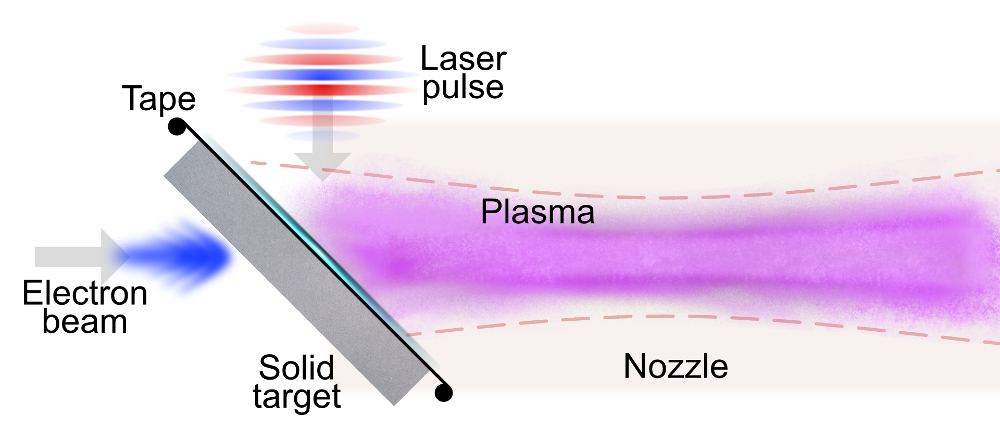 Laser
pulse
Tape
Plasma
Electron
beam
Solid
target
Nozzle